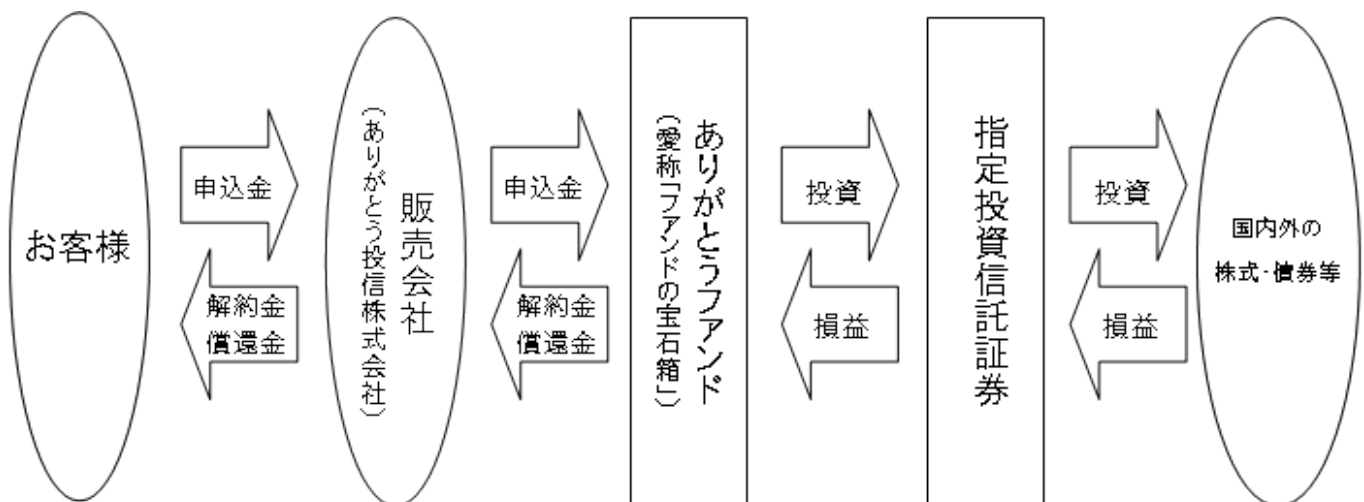 お客様
申込金
解約金
償還金
販売会社
(ありがとう投信株式会社)
申込金
解約金
償還金
ありがとうファンド
(愛称「ファンドの宝石箱」)
投資
損益
指定投資信託証券
投資
損益
国内外の
株式・債券等